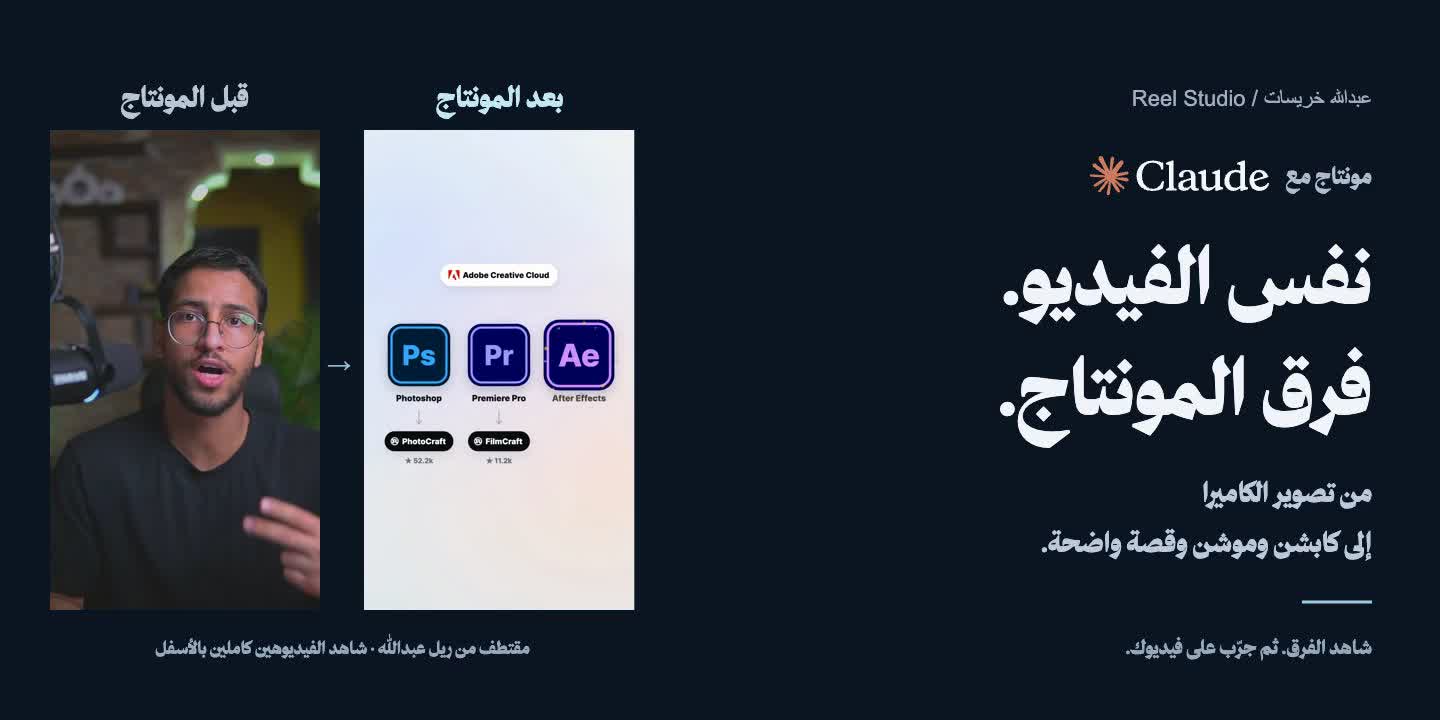 عبدالله خريسات / Reel Studio
مونتاج مع Claude
نفس الفيديو.
فرق المونتاج.
من تصوير الكاميرا
إلى كابشن وموشن وقصة واضحة.
شاهد الفرق. ثم جرّب على فيديوك.
بعد المونتاج
قبل المونتاج
→
Adobe Creative Cloud
Ps Pr Ae
Photoshop Premiere Pro After Effects
PhotoCraft FilmCraft
★ 52.2k ★ 11.2k
مقتطف من ريل عبدالله · شاهد الفيديوهين كاملين بالأسفل